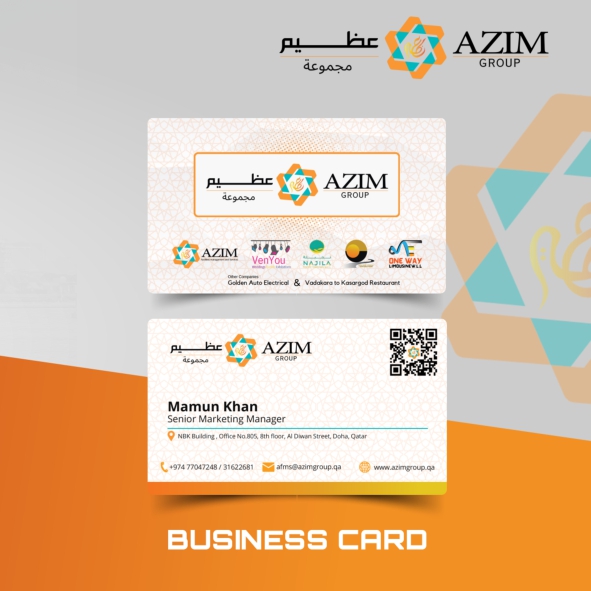 عظيم
مجموعة
AZIM
GROUP
عظيم
مجموعة
AZIM
GROUP
AZIM
VenYou
NAJILA
ONE WAY
LIMOUSINE W.L.L
Other Companies
Golden Auto Electrical & Vadakara to Kasargod Restaurant
عظيم
مجموعة
AZIM
GROUP
Mamun Khan
Senior Marketing Manager
NBK Building , Office No.805, 8th floor, Al Diwan Street, Doha, Qatar
+974 77047248 / 31622681
afms@azimgroup.qa
www.azimgroup.qa
BUSINESS CARD